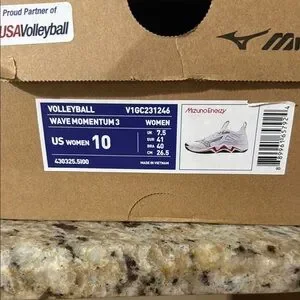 Proud Partner of
USAVolleyball
VOLLEYBALL V1GC231246
WAVE MOMENTUM 3 WOMEN
US WOMEN 10
UK 7.5
EUR 41
BRA 40
CM 26.5
430325.5100
MADE IN VIETNAM
Mizuno Enerzy